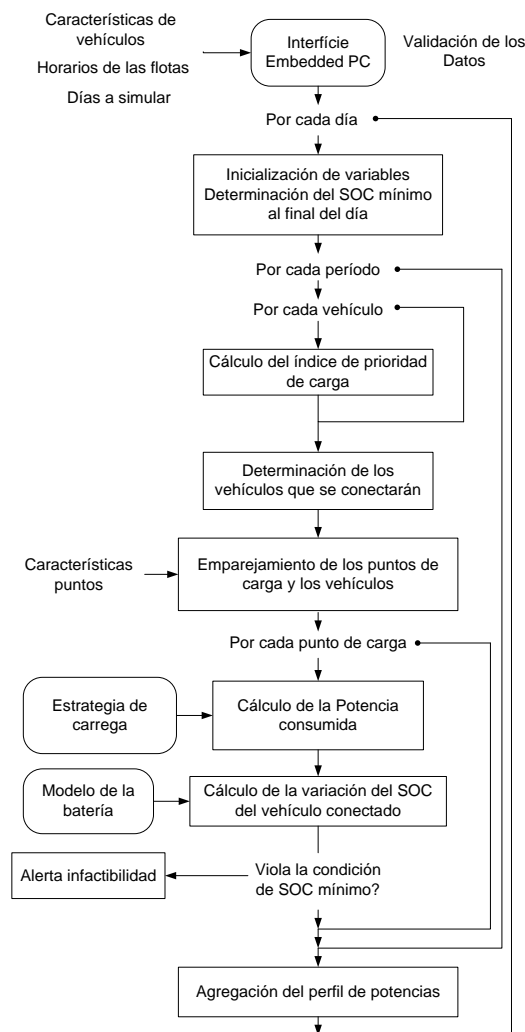 Características de
vehículos
Horarios de las flotas
Días a simular
Interfície
Embedded PC
Validación de los
Datos
Por cada día
Inicialización de variables
Determinación del SOC mínimo
al final del día
Por cada período
Por cada vehículo
Cálculo del índice de prioridad
de carga
Determinación de los
vehículos que se conectarán
Características
puntos
Emparejamiento de los puntos de
carga y los vehículos
Por cada punto de carga
Estrategia de
carrega
Cálculo de la Potencia
consumida
Modelo de la
batería
Cálculo de la variación del SOC
del vehículo conectado
Alerta infactibilidad
Viola la condición
de SOC mínimo?
Agregación del perfil de potencias